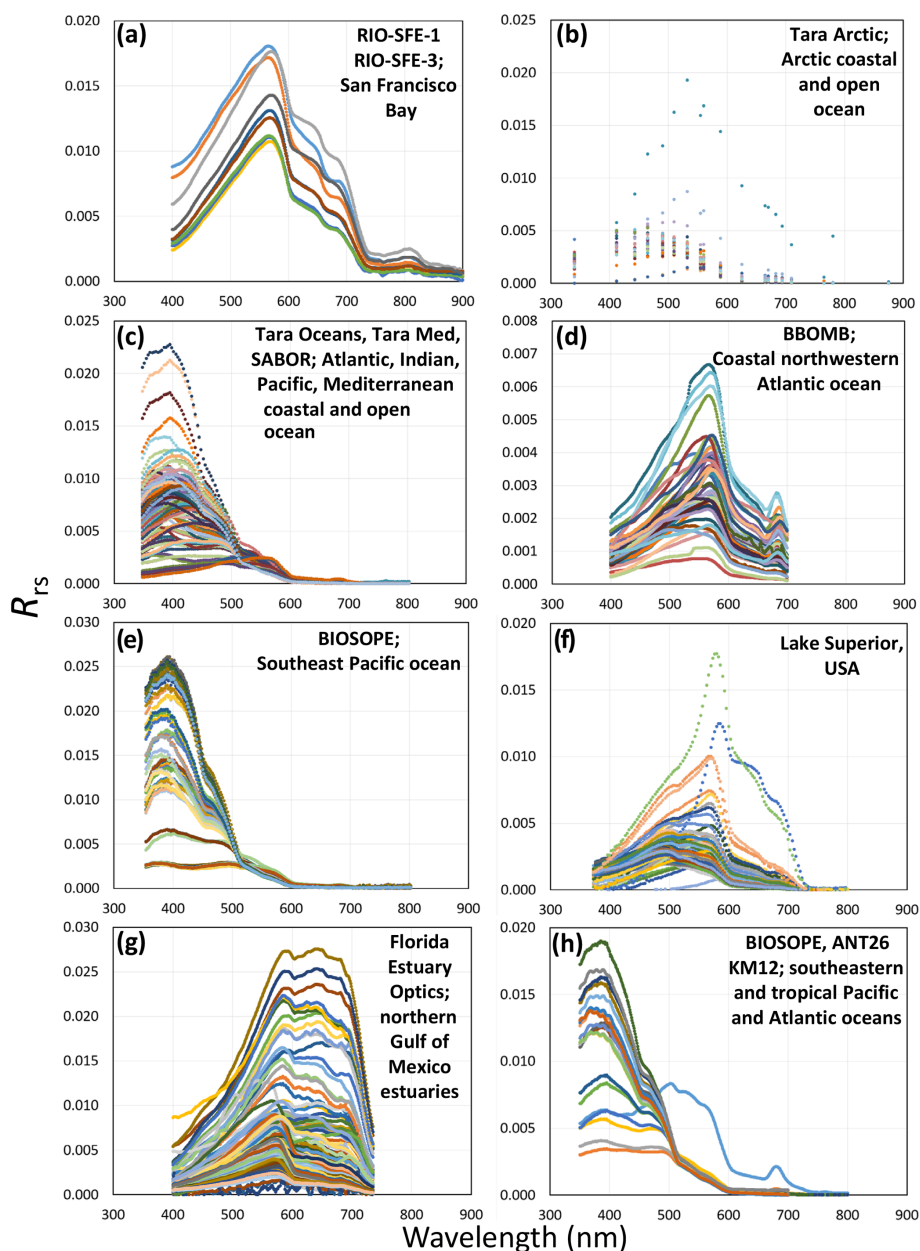 (a)
RIO-SFE-1
RIO-SFE-3;
San Francisco
Bay
0.020
0.015
0.010
0.005
0.000
300 400 500 600 700 800 900
(b)
Tara Arctic;
Arctic coastal
and open
ocean
0.025
0.020
0.015
0.010
0.005
0.000
300 400 500 600 700 800 900
(c)
Tara Oceans, Tara Med,
SABOR; Atlantic, Indian,
Pacific, Mediterranean
coastal and open
ocean
0.025
0.020
0.015
0.010
0.005
0.000
300 400 500 600 700 800 900
(d)
BBOMB;
Coastal northwestern
Atlantic ocean
0.008
0.007
0.006
0.005
0.004
0.003
0.002
0.001
0.000
300 400 500 600 700 800 900
Rrs
(e)
BIOSOPE;
Southeast Pacific ocean
0.030
0.025
0.020
0.015
0.010
0.005
0.000
300 400 500 600 700 800 900
(f)
Lake Superior,
USA
0.020
0.015
0.010
0.005
0.000
300 400 500 600 700 800 900
(g)
Florida
Estuary
Optics;
northern
Gulf of
Mexico
estuaries
0.030
0.025
0.020
0.015
0.010
0.005
0.000
300 400 500 600 700 800 900
(h)
BIOSOPE, ANT26
KM12; southeastern
and tropical Pacific
and Atlantic oceans
0.020
0.015
0.010
0.005
0.000
300 400 500 600 700 800 900
Wavelength (nm)